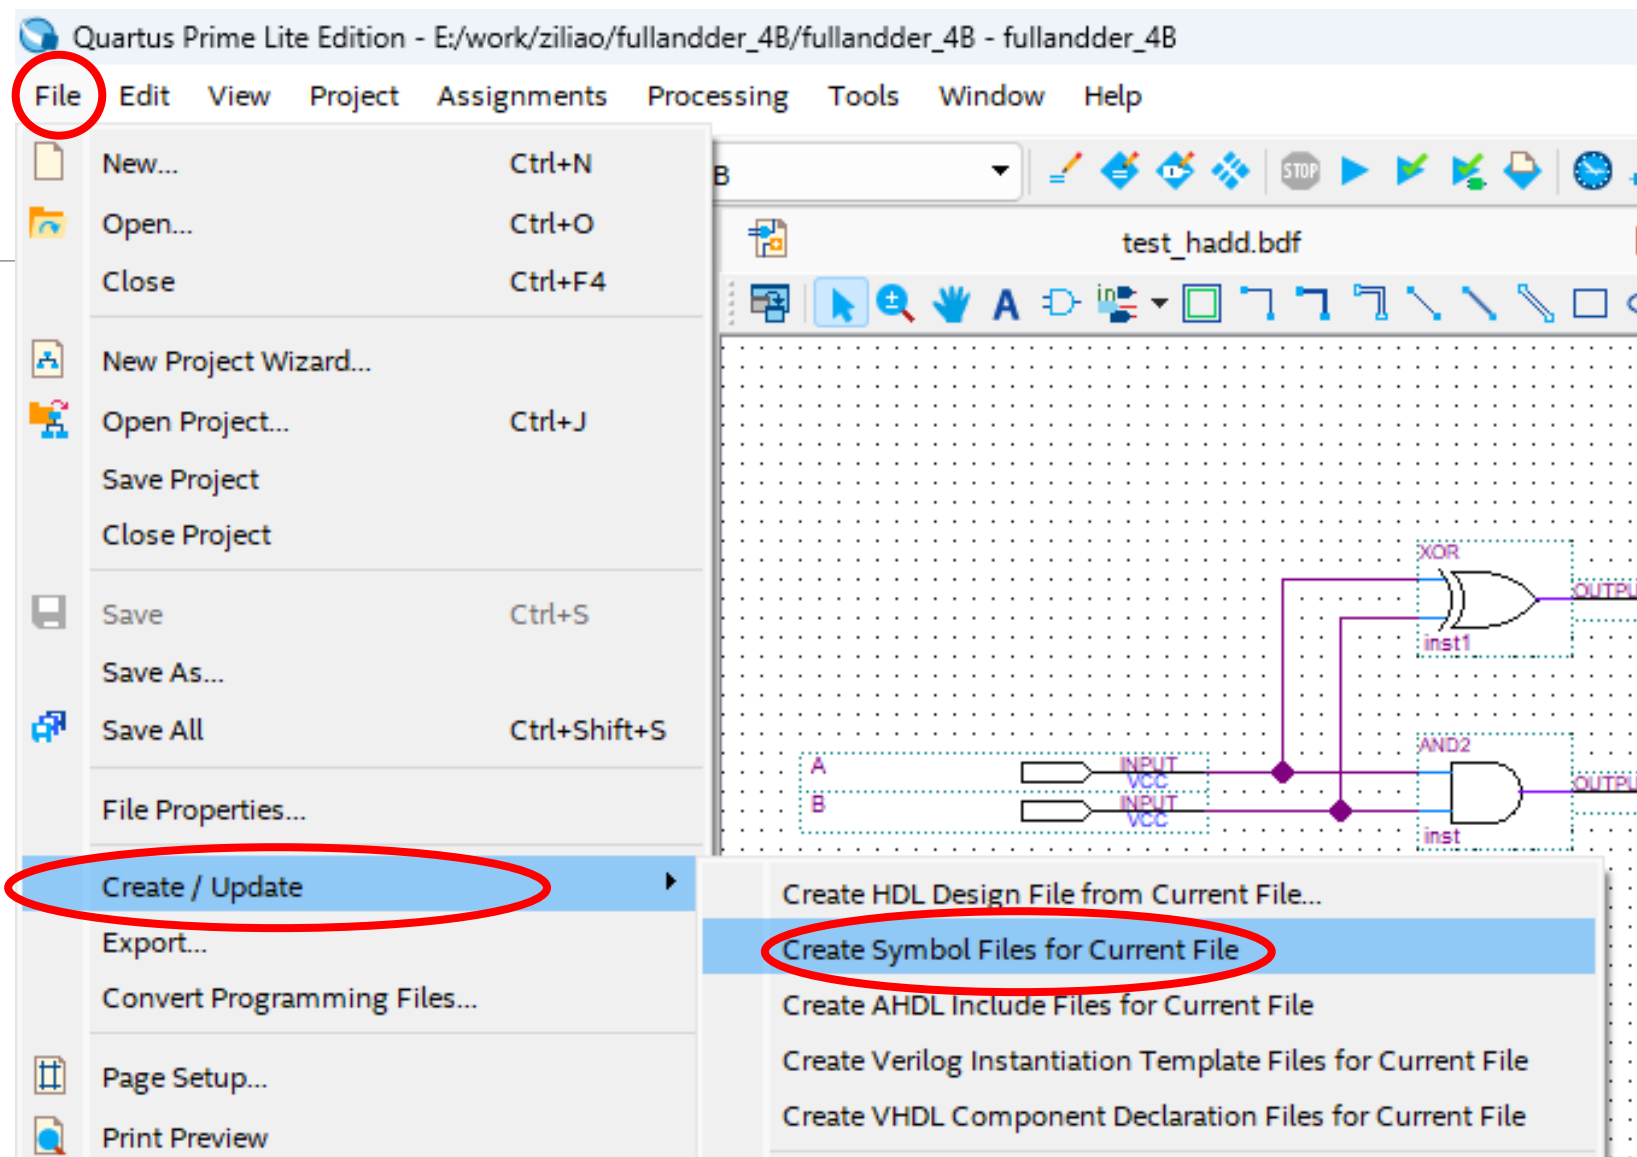 Quartus Prime Lite Edition - E:/work/ziliao/fullandder_4B/fullandder_4B - fullandder_4B
File Edit View Project Assignments Processing Tools Window Help
New... Ctrl+N
Open... Ctrl+O
Close Ctrl+F4
New Project Wizard...
Open Project... Ctrl+J
Save Project
Close Project
Save Ctrl+S
Save As...
Save All Ctrl+Shift+S
File Properties...
Create / Update
Export...
Convert Programming Files...
Page Setup...
Print Preview
B
STOP
test_hadd.bdf
A
in
XOR
OUTPU
inst1
AND2
OUTPU
inst
A INPUT
VCC
B INPUT
VCC
Create HDL Design File from Current File...
Create Symbol Files for Current File
Create AHDL Include Files for Current File
Create Verilog Instantiation Template Files for Current File
Create VHDL Component Declaration Files for Current File